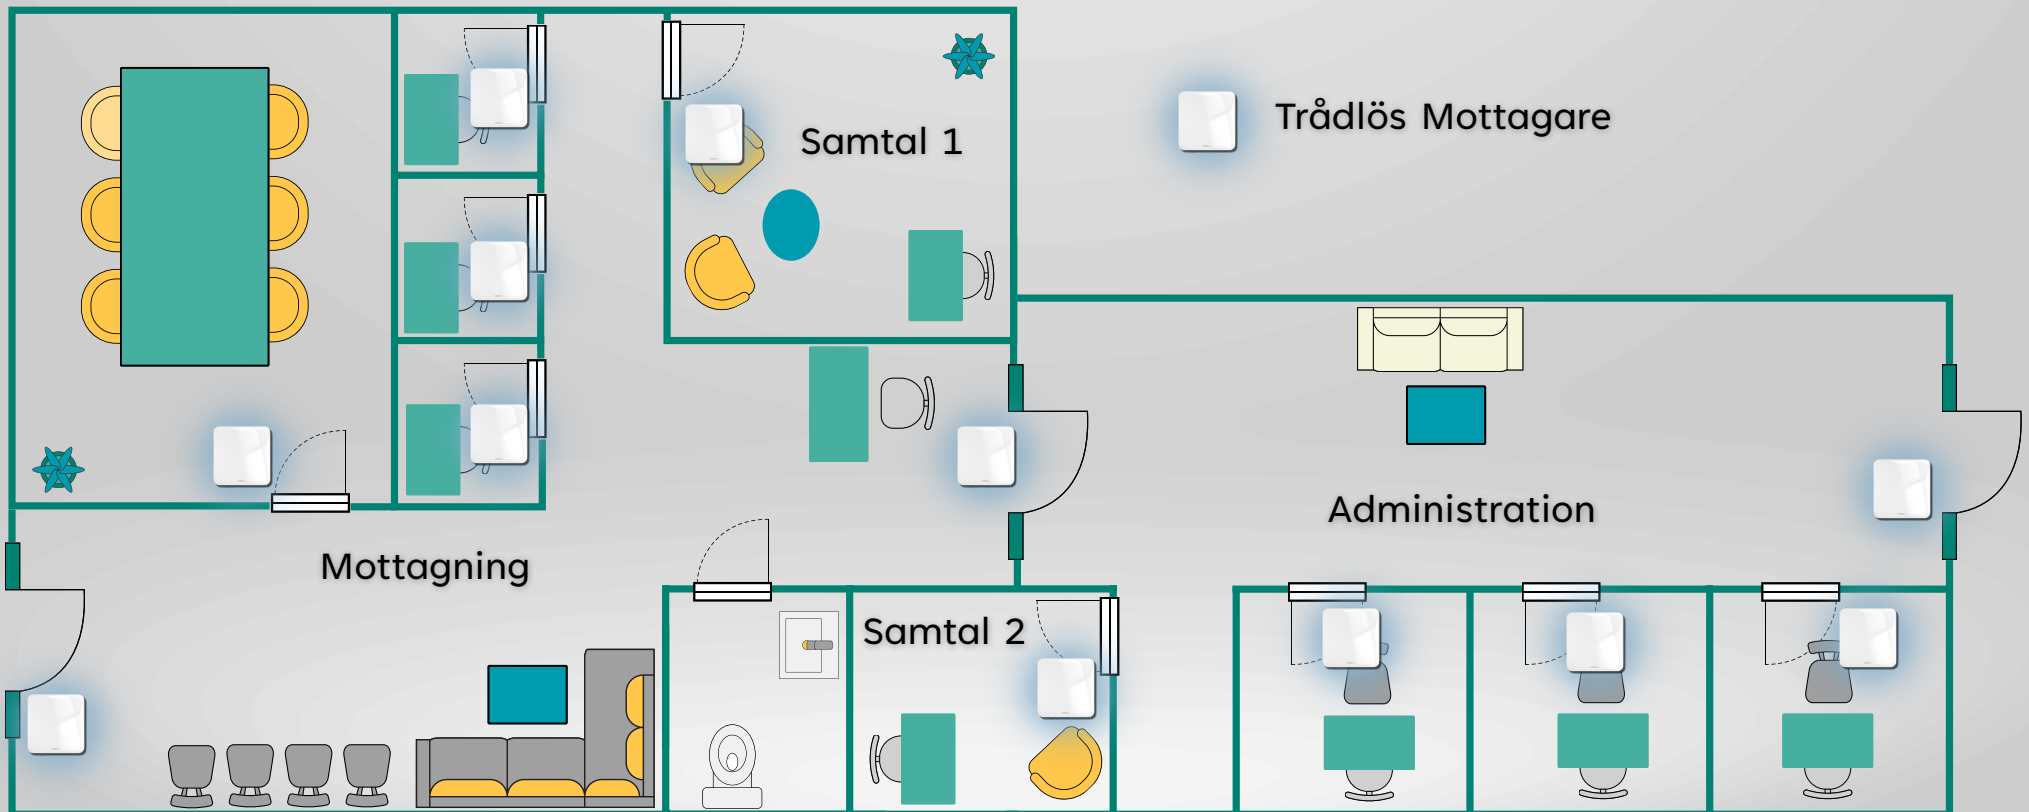 Samtal 1
Trådlös Mottagare
Administration
Mottagning
Samtal 2